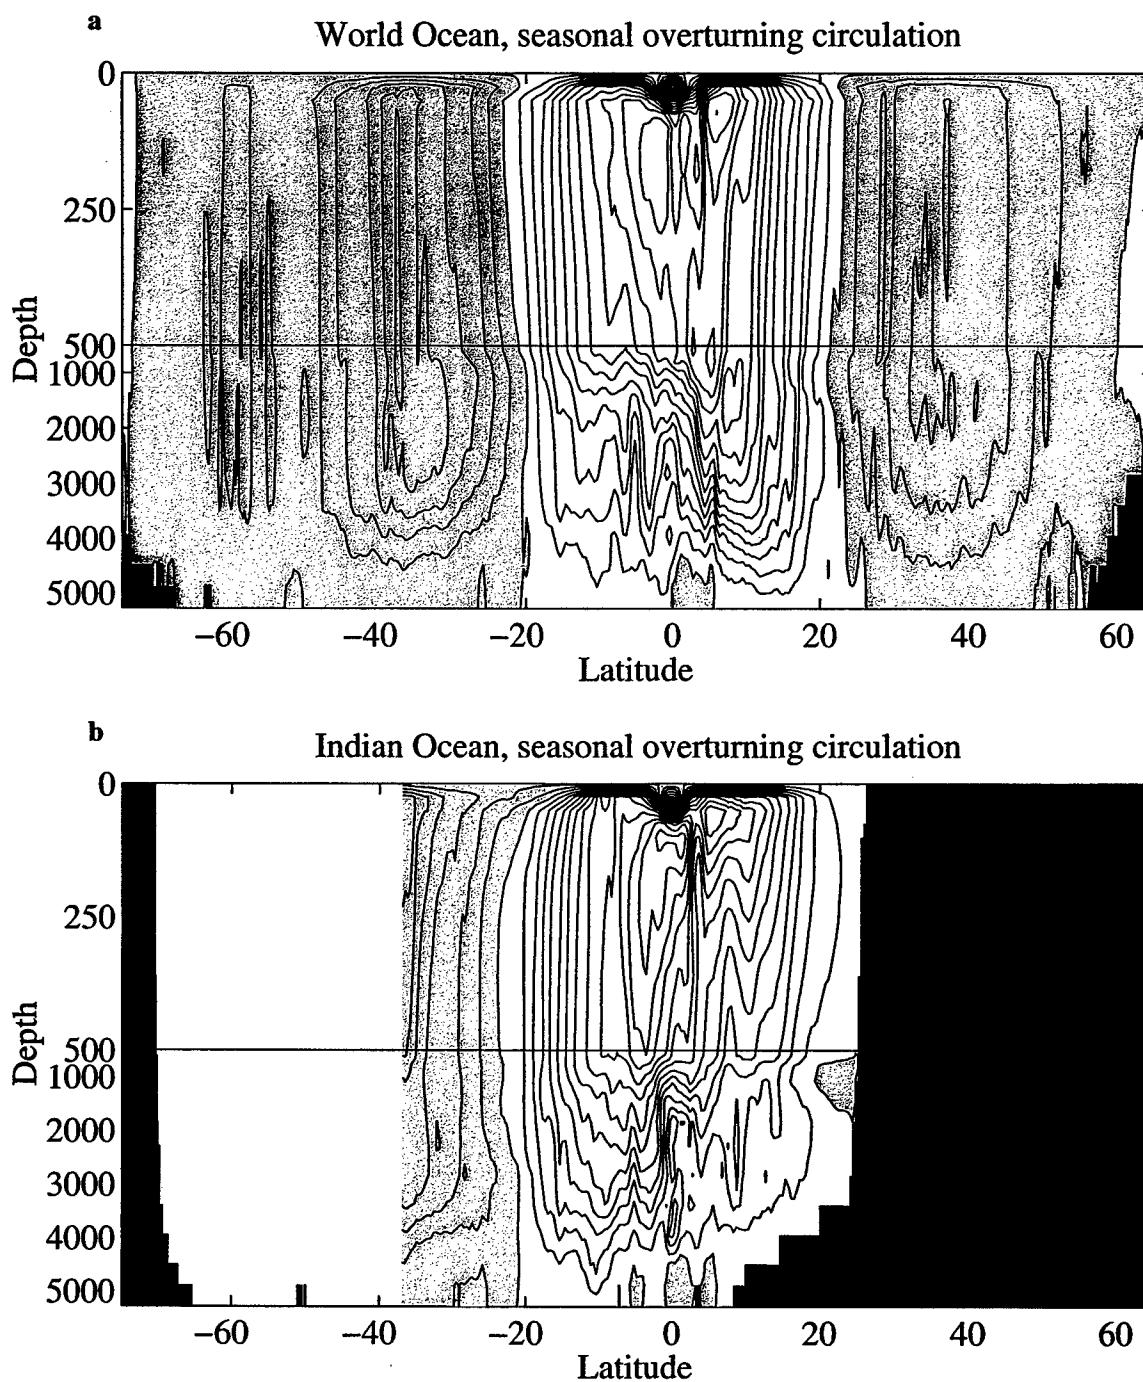 a
World Ocean, seasonal overturning circulation
0
250
500
1000
2000
3000
4000
5000
Depth
−60 −40 −20 0 20 40 60
Latitude
b
Indian Ocean, seasonal overturning circulation
0
250
500
1000
2000
3000
4000
5000
Depth
−60 −40 −20 0 20 40 60
Latitude